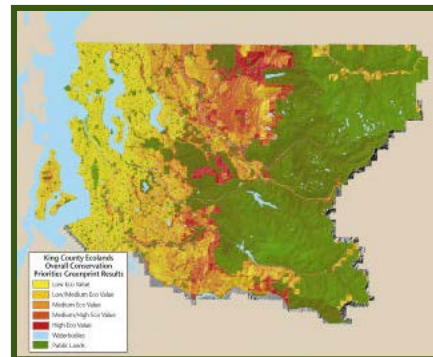 King County Ecolands
Overall Conservation
Priorities Greenprint Results
Low Eco Value
Low/Medium Eco Value
Medium Eco Value
Medium/High Eco Value
High Eco Value
Waterbodies
Public Lands